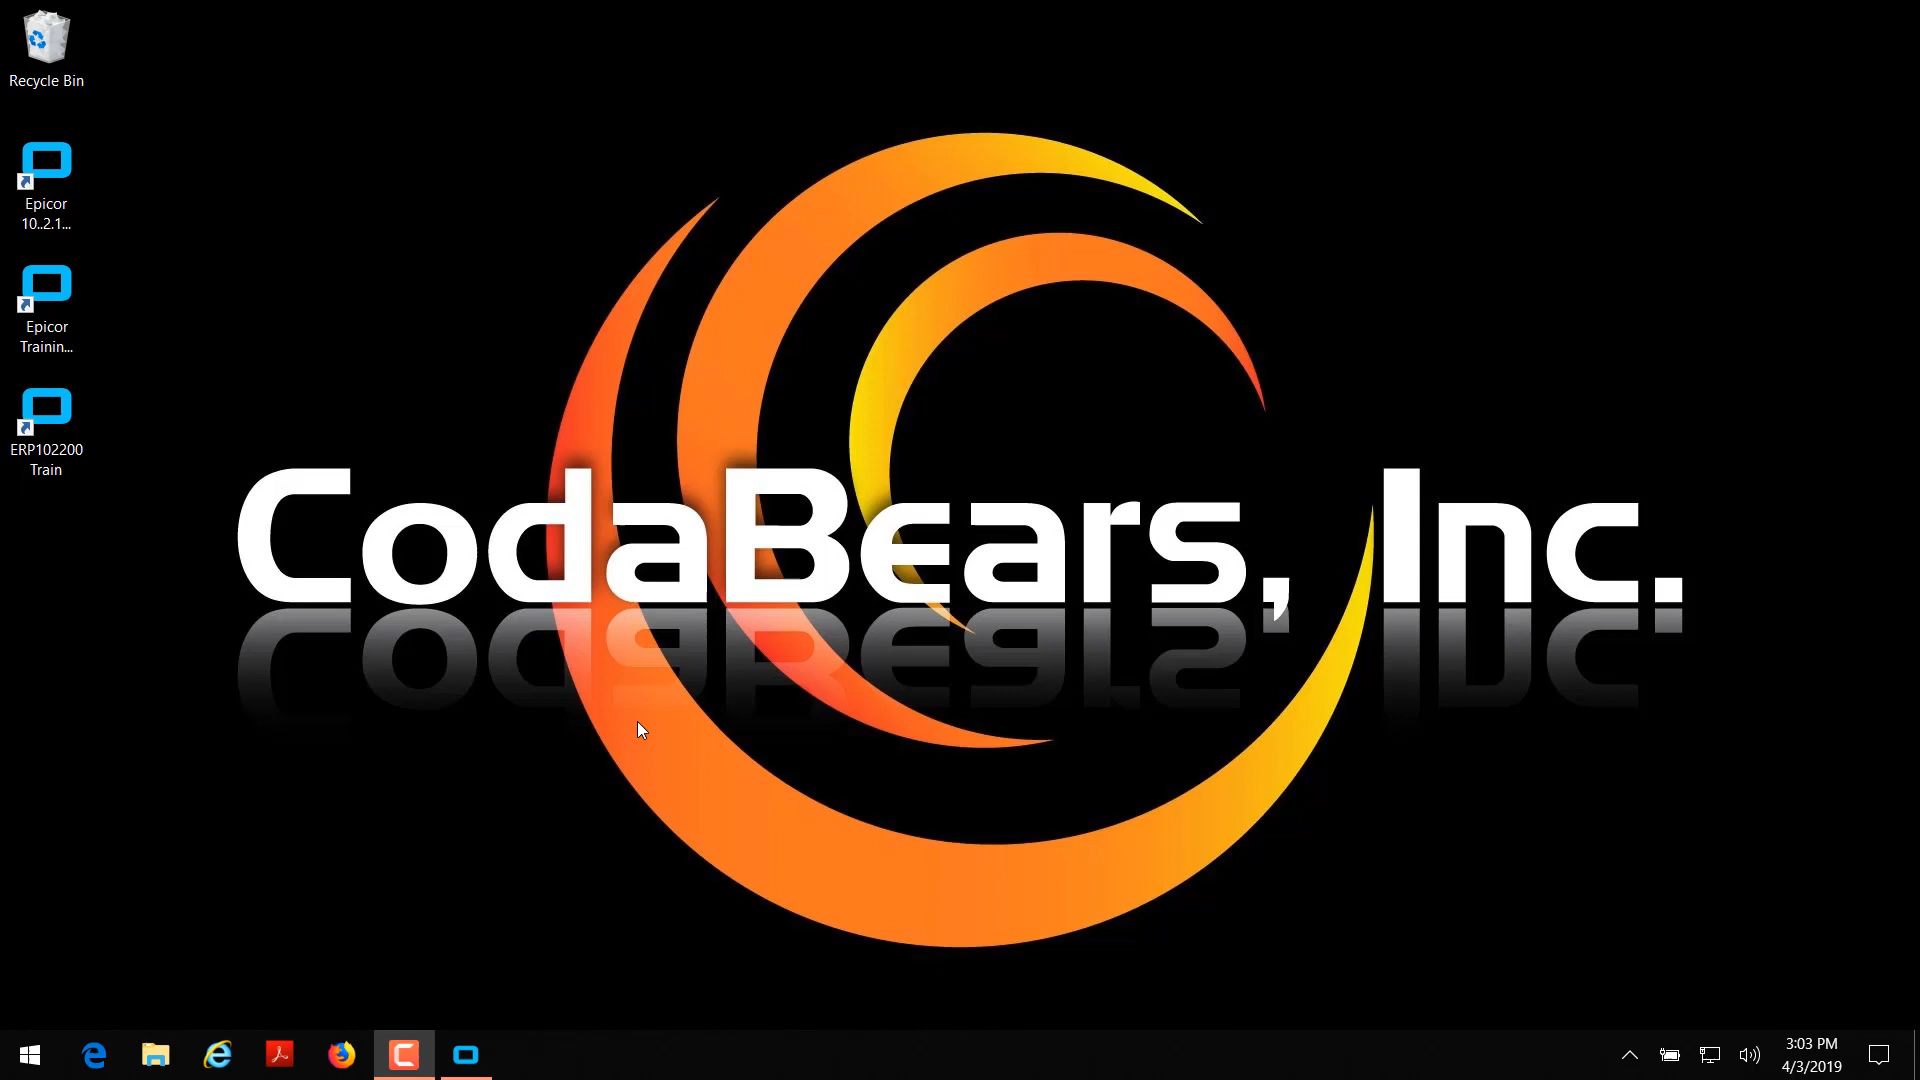 Recycle Bin
Epicor
10..2.1...
Epicor
Trainin...
ERP102200
Train
CodaBears, Inc.
3:03 PM
4/3/2019